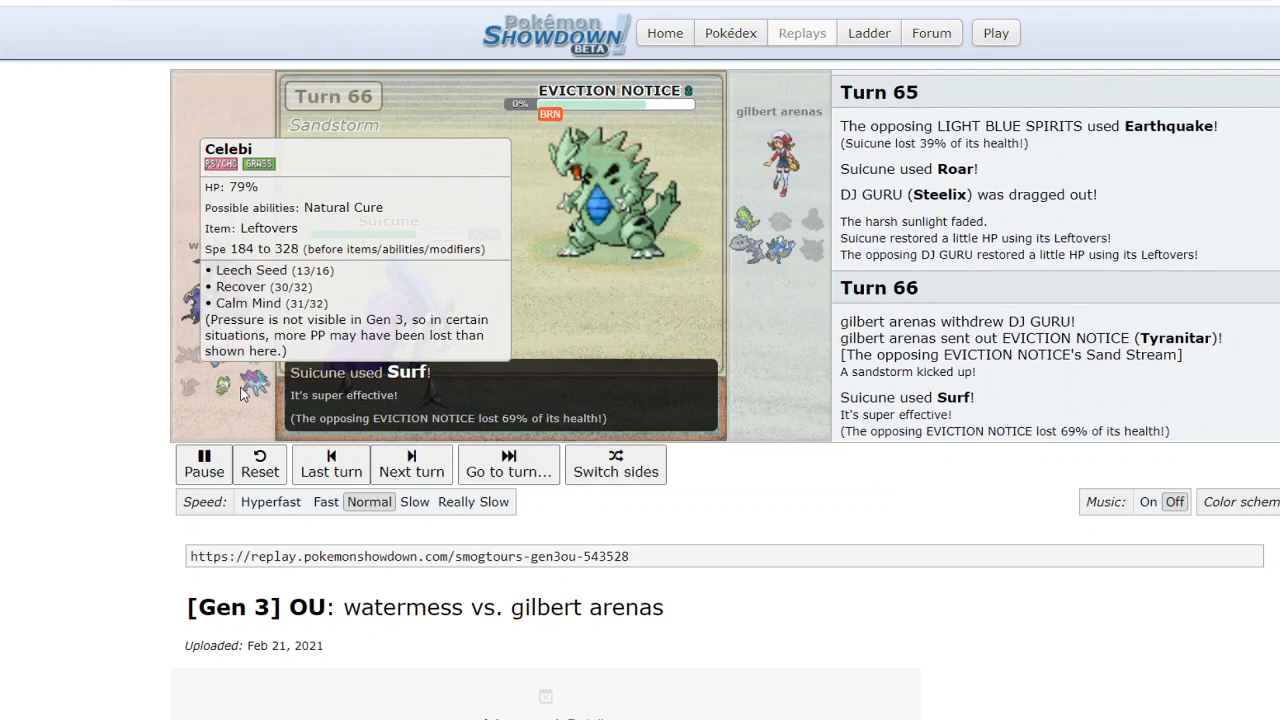 Pokémon
SHOWDOWN!
BETA
Home
Pokédex
Replays
Ladder
Forum
Play
Turn 66
Sandstorm
EVICTION NOTICE
0%
BRN
Celebi
PSYCHC GRASS
HP: 79%
Possible abilities: Natural Cure
Item: Leftovers
Spe 184 to 328 (before items/abilities/modifiers)
• Leech Seed (13/16)
• Recover (30/32)
• Calm Mind (31/32)
(Pressure is not visible in Gen 3, so in certain
situations, more PP may have been lost than
shown here.)
Suicune
Suicune used Surf!
It's super effective!
(The opposing EVICTION NOTICE lost 69% of its health!)
gilbert arenas
Turn 65
The opposing LIGHT BLUE SPIRITS used Earthquake!
(Suicune lost 39% of its health!)
Suicune used Roar!
DJ GURU (Steelix) was dragged out!
The harsh sunlight faded.
Suicune restored a little HP using its Leftovers!
The opposing DJ GURU restored a little HP using its Leftovers!
Turn 66
gilbert arenas withdrew DJ GURU!
gilbert arenas sent out EVICTION NOTICE (Tyranitar)!
[The opposing EVICTION NOTICE's Sand Stream]
A sandstorm kicked up!
Suicune used Surf!
It's super effective!
(The opposing EVICTION NOTICE lost 69% of its health!)
Pause
Reset
Last turn
Next turn
Go to turn...
Switch sides
Speed: Hyperfast Fast Normal Slow Really Slow
Music: On Off
Color schem
https://replay.pokemonshowdown.com/smogtours-gen3ou-543528
[Gen 3] OU: watermess vs. gilbert arenas
Uploaded: Feb 21, 2021